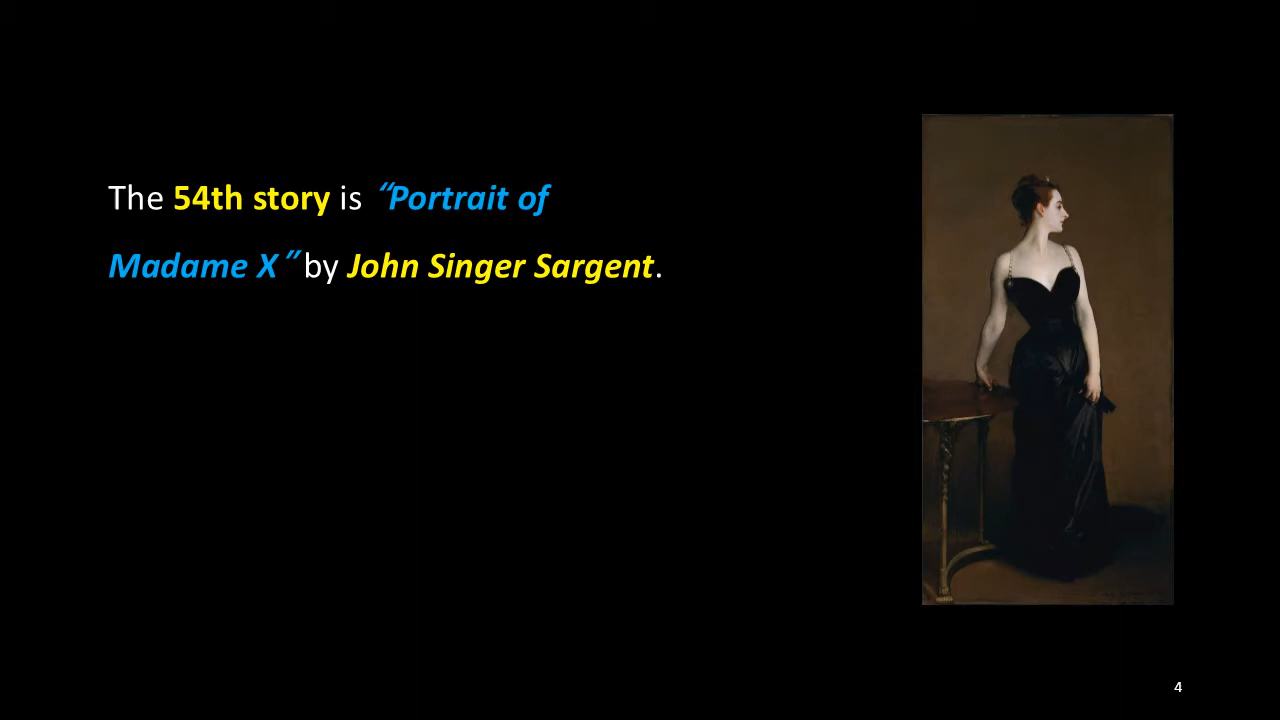 The 54th story is “Portrait of
Madame X” by John Singer Sargent.
4